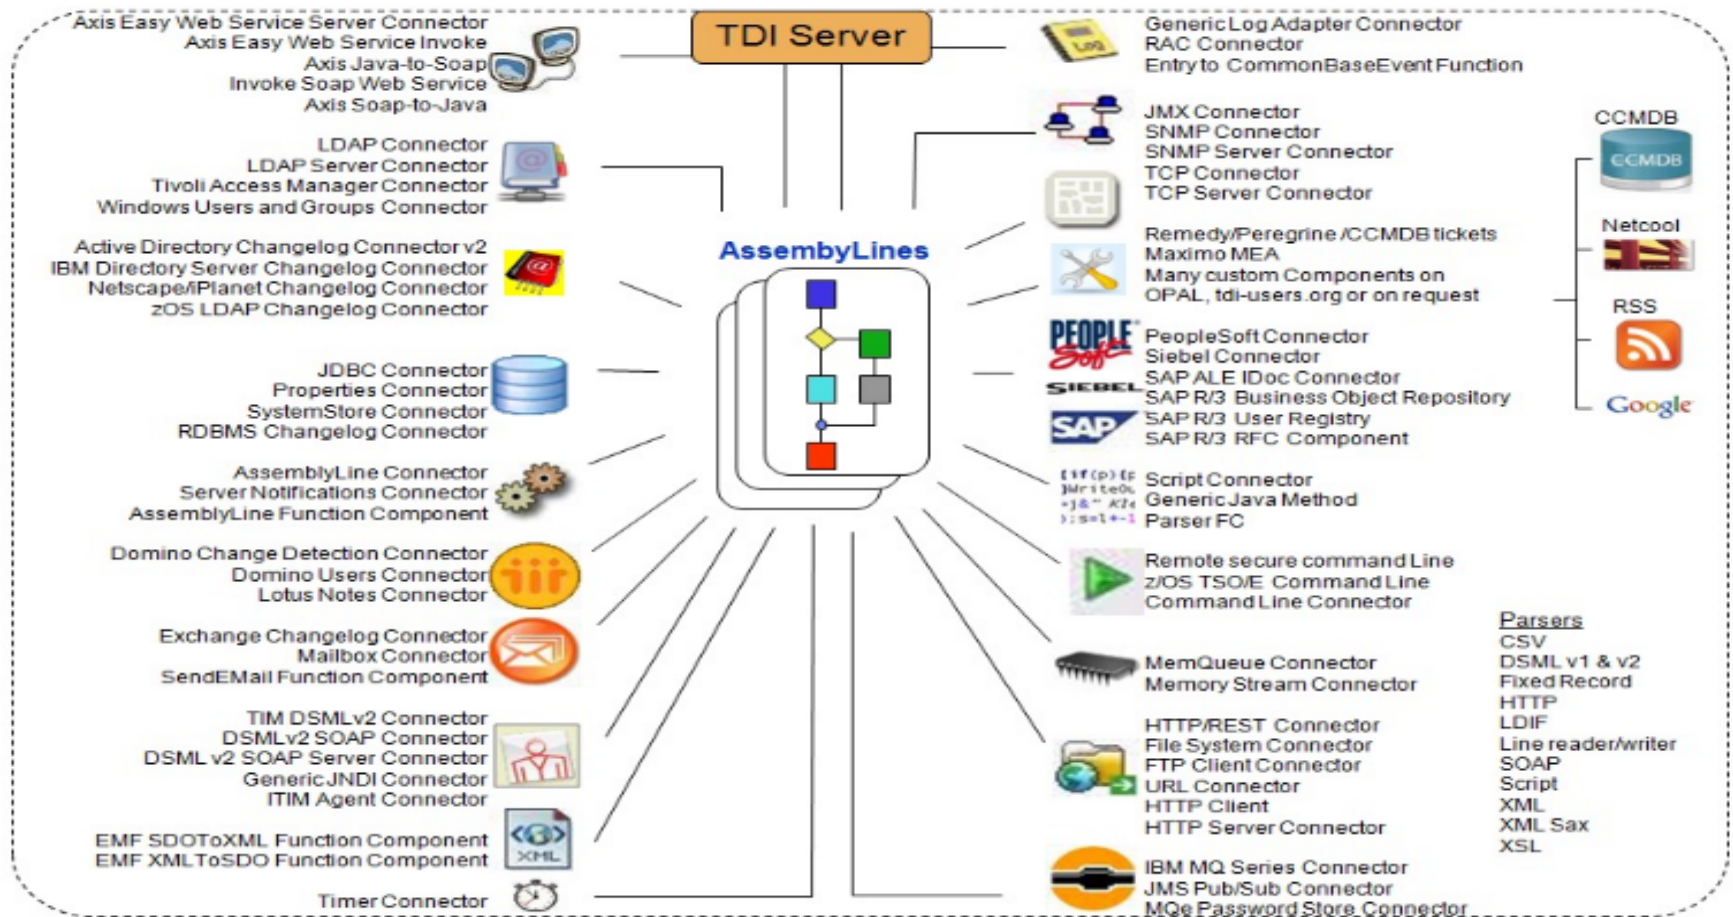 TDI Server
Axis Easy Web Service Server Connector
Axis Easy Web Service Invoke
Axis Java-to-Soap
Invoke Soap Web Service
Axis Soap-to-Java
LDAP Connector
LDAP Server Connector
Tivoli Access Manager Connector
Windows Users and Groups Connector
Active Directory Changelog Connector v2
IBM Directory Server Changelog Connector
Netscape/iPlanet Changelog Connector
zOS LDAP Changelog Connector
JDBC Connector
Properties Connector
SystemStore Connector
RDBMS Changelog Connector
AssemblyLine Connector
Server Notifications Connector
AssemblyLine Function Component
Domino Change Detection Connector
Domino Users Connector
Lotus Notes Connector
Exchange Changelog Connector
Mailbox Connector
SendEMail Function Component
TIM DSMLv2 Connector
DSMLv2 SOAP Connector
DSML v2 SOAP Server Connector
Generic JNDI Connector
ITIM Agent Connector
EMF SDOToXML Function Component
EMF XMLToSDO Function Component
XML
Timer Connector
AssembyLines
Log
Generic Log Adapter Connector
RAC Connector
Entry to CommonBaseEvent Function
JMX Connector
SNMP Connector
SNMP Server Connector
TCP Connector
TCP Server Connector
Remedy/Peregrine /CCMDB tickets
Maximo MEA
Many custom Components on
OPAL, tdi-users.org or on request
PEOPLE
Soft
SIEBEL
SAP
PeopleSoft Connector
Siebel Connector
SAP ALE IDoc Connector
SAP R/3 Business Object Repository
SAP R/3 User Registry
SAP R/3 RFC Component
Script Connector
Generic Java Method
Parser FC
Remote secure command Line
z/OS TSO/E Command Line
Command Line Connector
MemQueue Connector
Memory Stream Connector
HTTP/REST Connector
File System Connector
FTP Client Connector
URL Connector
HTTP Client
HTTP Server Connector
IBM MQ Series Connector
JMS Pub/Sub Connector
MQe Password Store Connector
CCMDB
CCMDB
Netcool
RSS
Google
Parsers
CSV
DSML v1 & v2
Fixed Record
HTTP
LDIF
Line reader/writer
SOAP
Script
XML
XML Sax
XSL